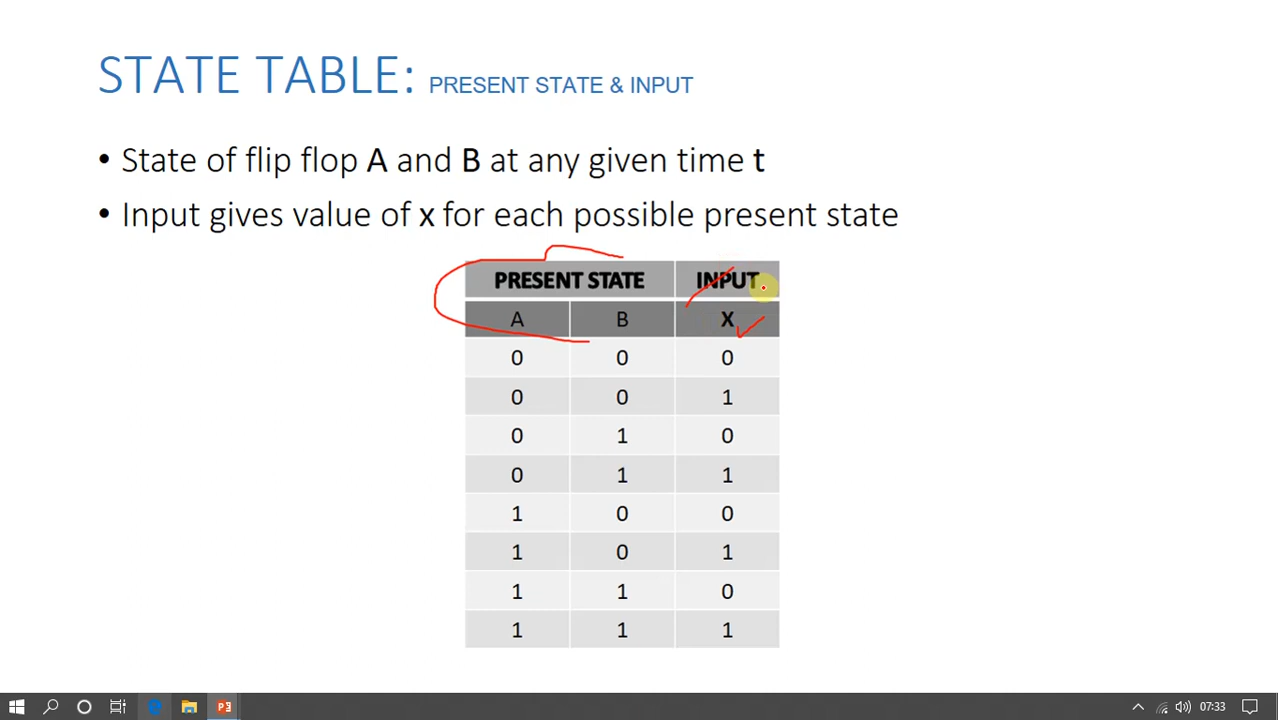 STATE TABLE: PRESENT STATE & INPUT
• State of flip flop A and B at any given time t
• Input gives value of x for each possible present state
PRESENT STATE INPUT
A B X
0 0 0
0 0 1
0 1 0
0 1 1
1 0 0
1 0 1
1 1 0
1 1 1
07:33